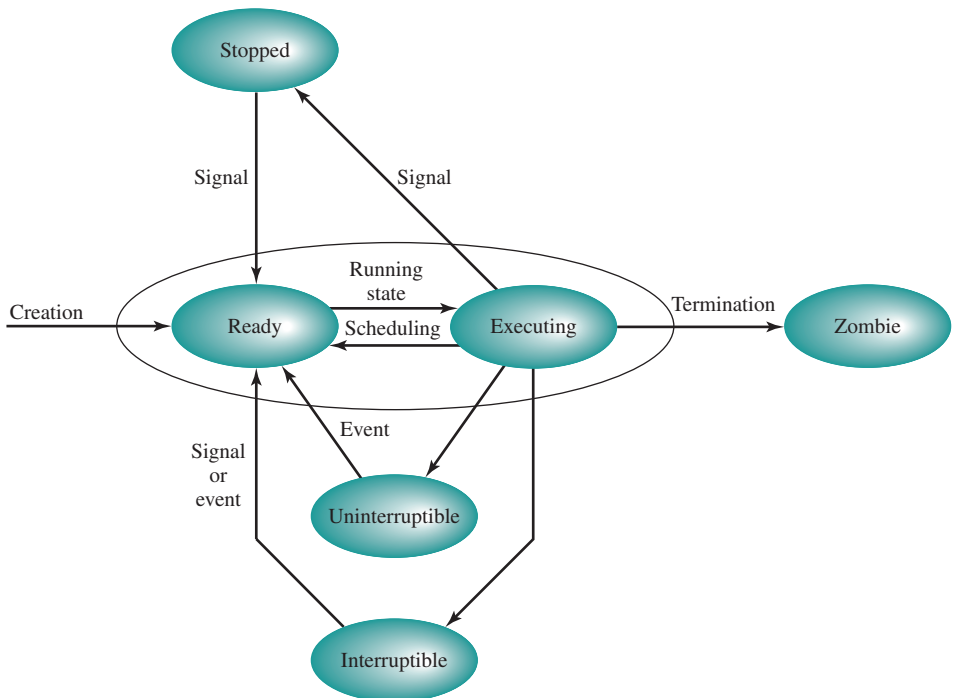 Stopped
Signal
Signal
Running
state
Creation
Ready
Scheduling
Executing
Termination
Zombie
Event
Signal
or
event
Uninterruptible
Interruptible